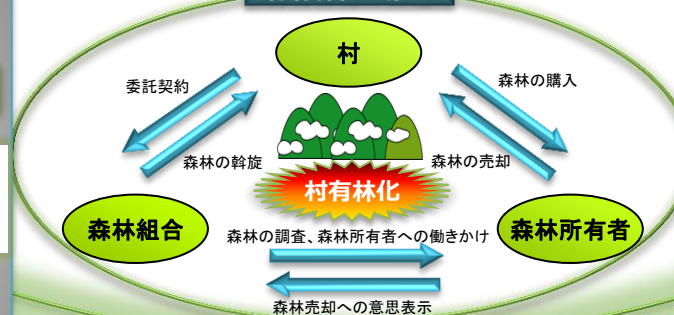 村
委託契約
森林の購入
森林の斡旋
森林の売却
村有林化
森林組合
森林所有者
森林の調査、森林所有者への働きかけ
森林売却への意思表示